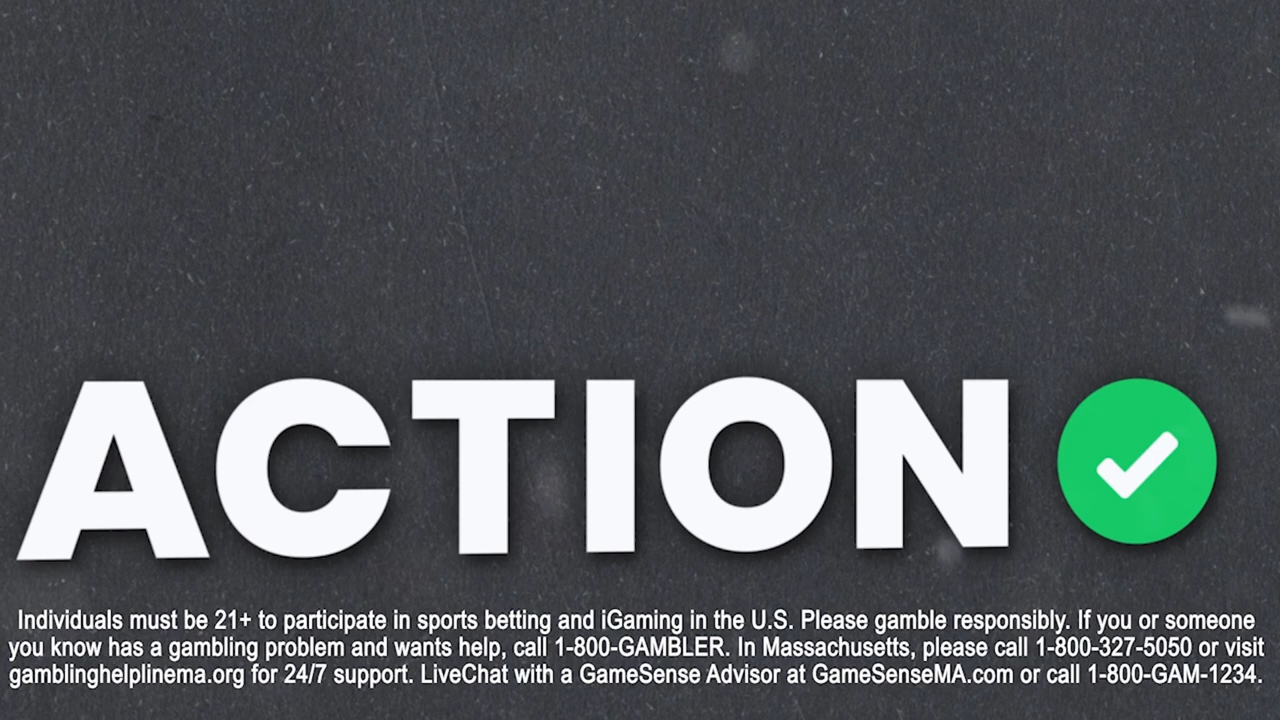 ACTION
Individuals must be 21+ to participate in sports betting and iGaming in the U.S. Please gamble responsibly. If you or someone
you know has a gambling problem and wants help, call 1-800-GAMBLER. In Massachusetts, please call 1-800-327-5050 or visit
gamblinghelplinema.org for 24/7 support. LiveChat with a GameSense Advisor at GameSenseMA.com or call 1-800-GAM-1234.